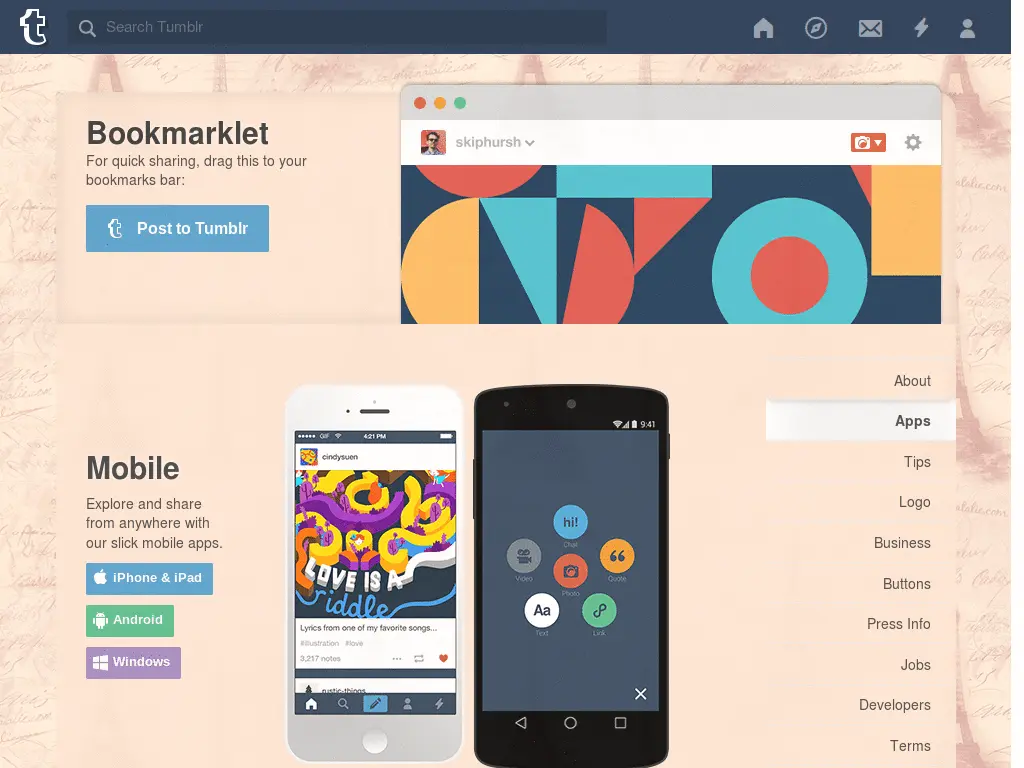 Search Tumblr
Bookmarklet
For quick sharing, drag this to your
bookmarks bar:
Post to Tumblr
skiphursh
Mobile
Explore and share
from anywhere with
our slick mobile apps.
iPhone & iPad
Android
Windows
GIF
4:21 PM
cindysuen
LOVE IS A
riddle
Lyrics from one of my favorite songs...
#illustration #love
3,217 notes
rustic-things
9:41
hi!
Chat
Video
Quote
Photo
Aa
Text
Link
About
Apps
Tips
Logo
Business
Buttons
Press Info
Jobs
Developers
Terms